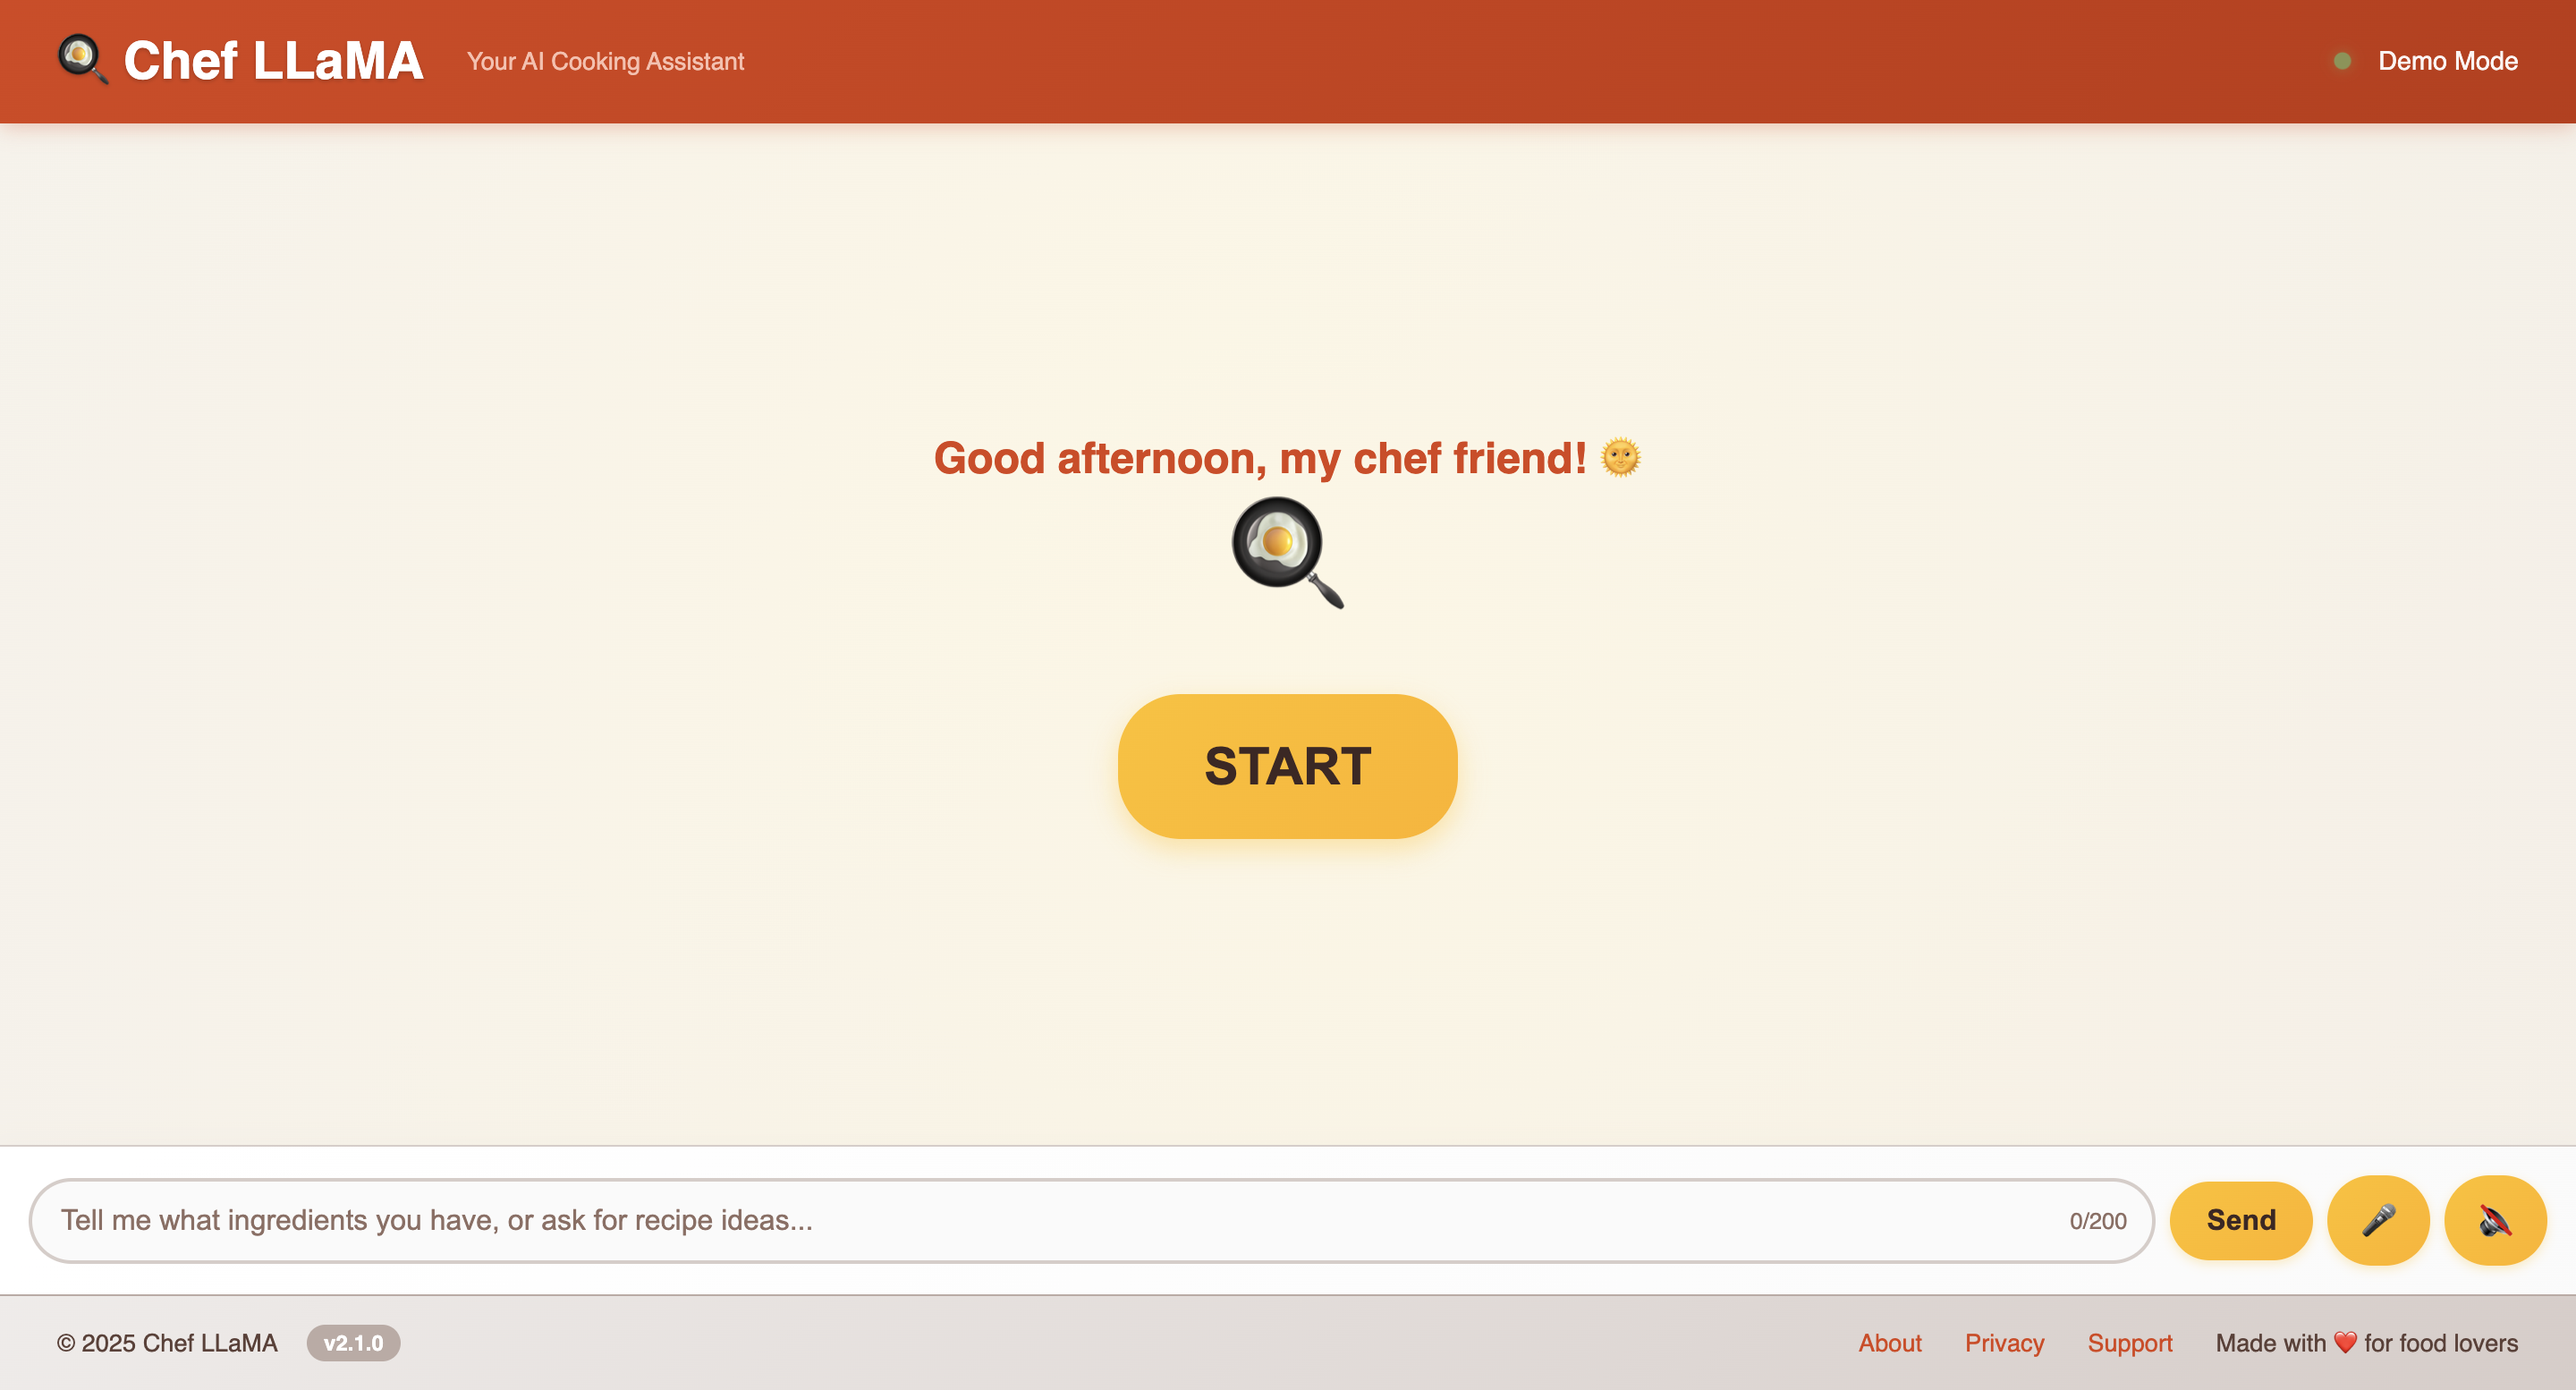 Chef LLaMA
Your AI Cooking Assistant
Demo Mode
Good afternoon, my chef friend!
START
Tell me what ingredients you have, or ask for recipe ideas...
0/200
Send
© 2025 Chef LLaMA
v2.1.0
About
Privacy
Support
Made with ❤️ for food lovers